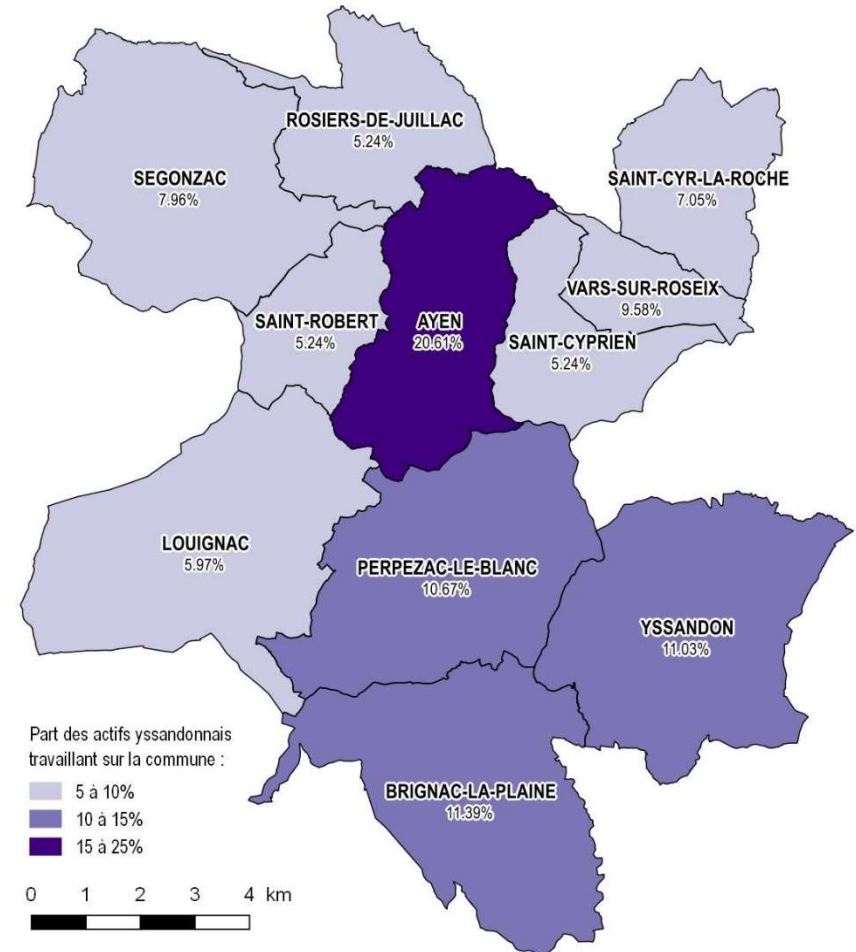 ROSIERS-DE-JUILLAC
5.24%
SEGONZAC
7.96%
SAINT-CYR-LA-ROCHE
7.05%
VARS-SUR-ROSEIX
9.58%
SAINT-ROBERT
5.24%
AYEN
20.61%
SAINT-CYPRIEN
5.24%
LOUIGNAC
5.97%
PERPEZAC-LE-BLANC
10.67%
YSSANDON
11.03%
BRIGNAC-LA-PLAINE
11.39%
Part des actifs yssandonnais
travaillant sur la commune :
5 à 10%
10 à 15%
15 à 25%
0 1 2 3 4 km